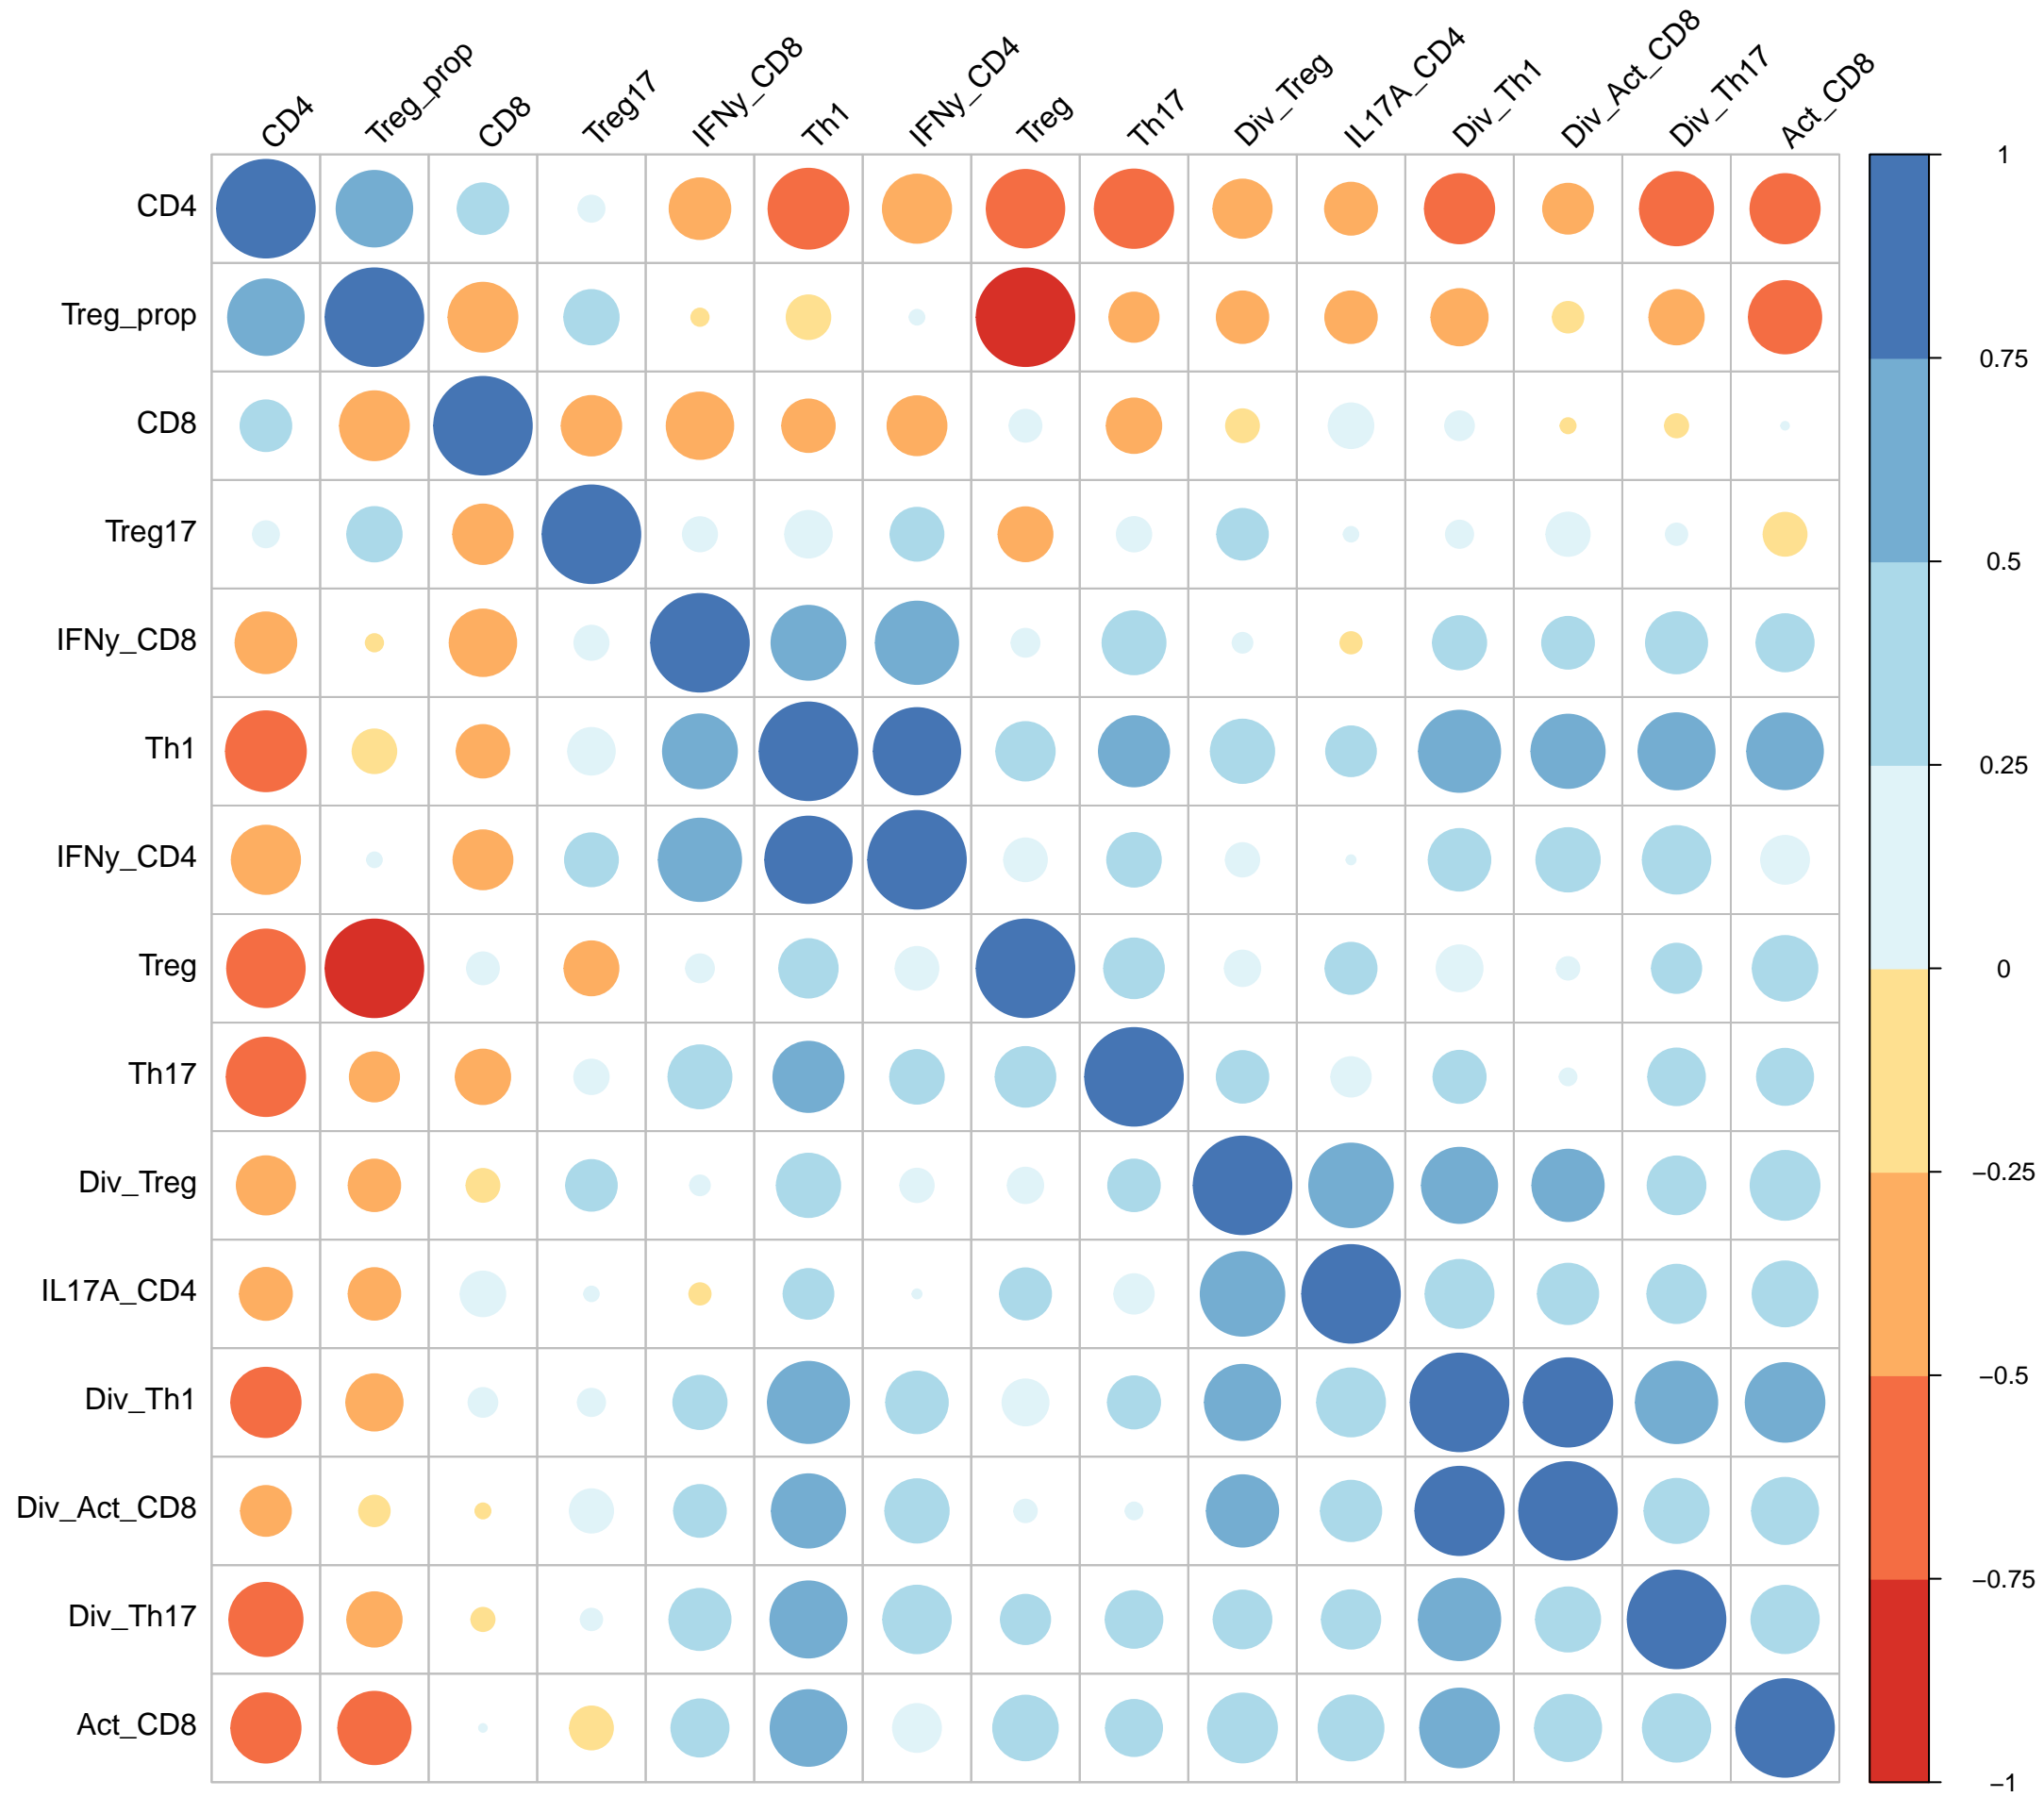 CD4
Treg_prop
CD8
Treg17
IFNy_CD8
Th1
IFNy_CD4
Treg
Th17
Div_Treg
IL17A_CD4
Div_Th1
Div_Act_CD8
Div_Th17
Act_CD8
CD4
Treg_prop
CD8
Treg17
IFNy_CD8
Th1
IFNy_CD4
Treg
Th17
Div_Treg
IL17A_CD4
Div_Th1
Div_Act_CD8
Div_Th17
Act_CD8
1
0.75
0.5
0.25
0
−0.25
−0.5
−0.75
−1